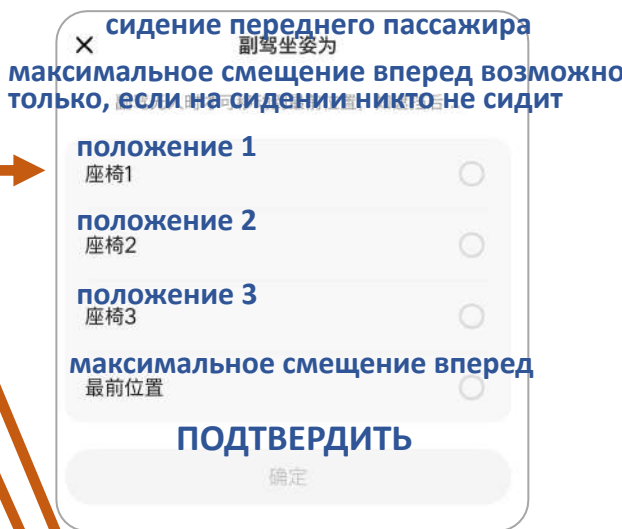 сидение переднего пассажира
× 副驾坐姿为
максимальное смещение вперед возможно
только, если на сидении никто не сидит
положение 1
座椅1
положение 2
座椅2
положение 3
座椅3
максимальное смещение вперед
最前位置
ПОДТВЕРДИТЬ
确定